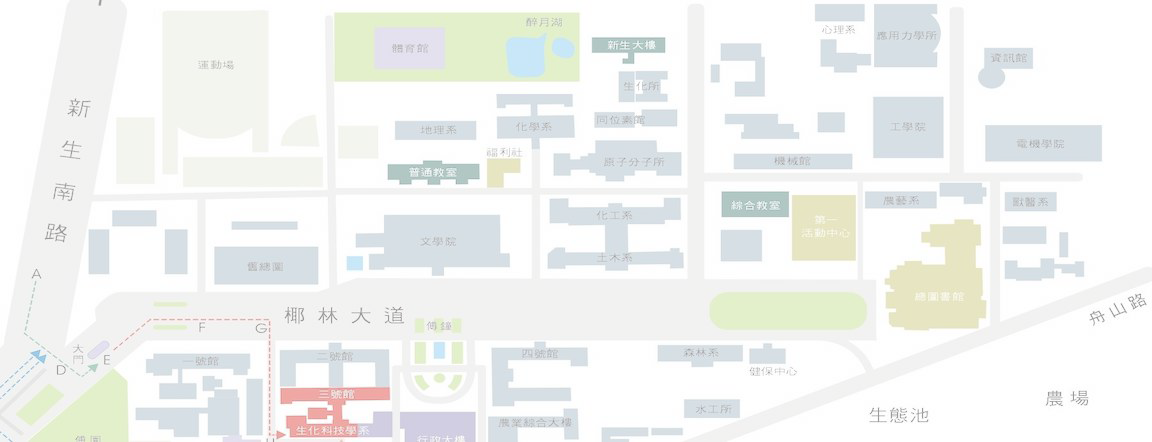 醉月湖
體育館
新生大樓
心理系
應用力學所
運動場
資訊館
生化所
新生南路
地理系
化學系
同位素館
工學院
電機學院
福利社
原子分子所
機械館
普通教室
綜合教室
農藝系
獸醫系
化工系
第一
活動中心
文學院
土木系
舊總圖
A
總圖書館
椰林大道
傅鐘
舟山路
F
G
大門
D
E
一號館
二號館
四號館
森林系
健保中心
三號館
農場
水工所
生態池
生化科技學系
農業綜合大樓
行政大樓
傅園